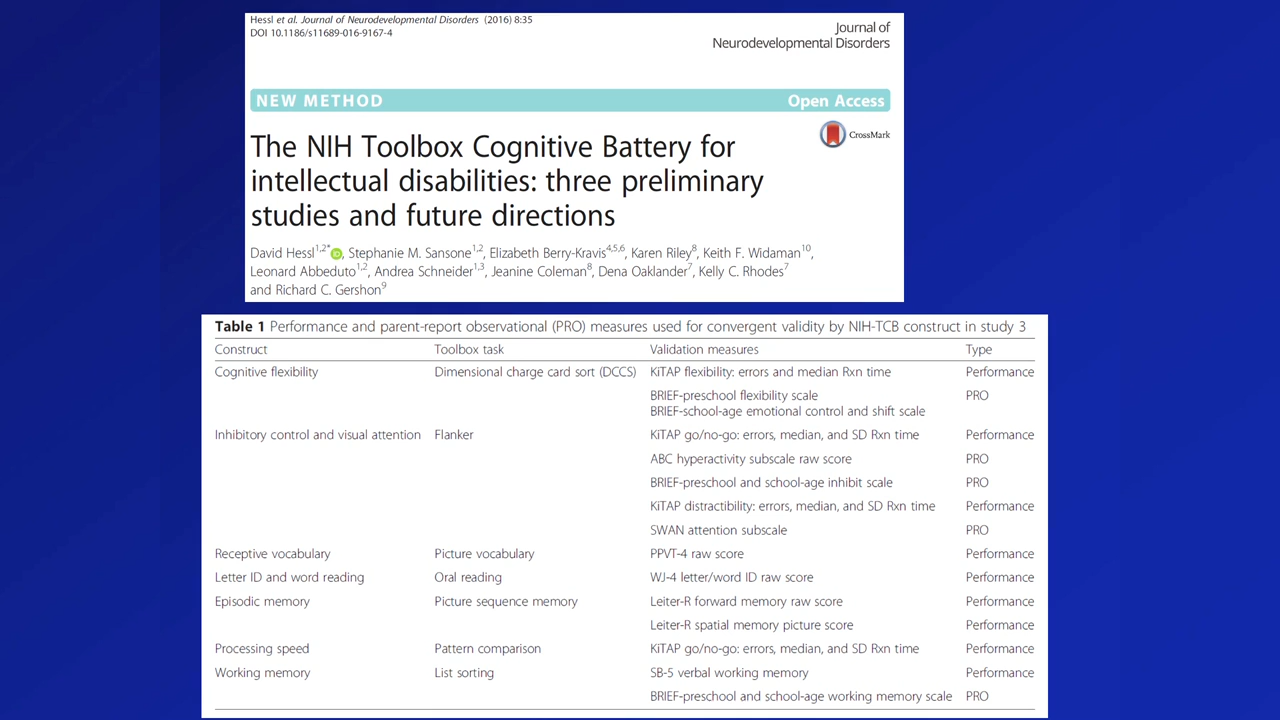 Hessl et al. Journal of Neurodevelopmental Disorders (2016) 8:35
DOI 10.1186/s11689-016-9167-4
Journal of
Neurodevelopmental Disorders
NEW METHOD Open Access
CrossMark
The NIH Toolbox Cognitive Battery for
intellectual disabilities: three preliminary
studies and future directions
David Hessl1,2* iD, Stephanie M. Sansone1,2, Elizabeth Berry-Kravis4,5,6, Karen Riley8, Keith F. Widaman10,
Leonard Abbeduto1,2, Andrea Schneider1,3, Jeanine Coleman8, Dena Oaklander7, Kelly C. Rhodes7
and Richard C. Gershon9
Table 1 Performance and parent-report observational (PRO) measures used for convergent validity by NIH-TCB construct in study 3
Construct Toolbox task Validation measures Type
Cognitive flexibility Dimensional charge card sort (DCCS) KiTAP flexibility: errors and median Rxn time Performance
BRIEF-preschool flexibility scale PRO
BRIEF-school-age emotional control and shift scale
Inhibitory control and visual attention Flanker KiTAP go/no-go: errors, median, and SD Rxn time Performance
ABC hyperactivity subscale raw score PRO
BRIEF-preschool and school-age inhibit scale PRO
KiTAP distractibility: errors, median, and SD Rxn time Performance
SWAN attention subscale PRO
Receptive vocabulary Picture vocabulary PPVT-4 raw score Performance
Letter ID and word reading Oral reading WJ-4 letter/word ID raw score Performance
Episodic memory Picture sequence memory Leiter-R forward memory raw score Performance
Leiter-R spatial memory picture score Performance
Processing speed Pattern comparison KiTAP go/no-go: errors, median, and SD Rxn time Performance
Working memory List sorting SB-5 verbal working memory Performance
BRIEF-preschool and school-age working memory scale PRO